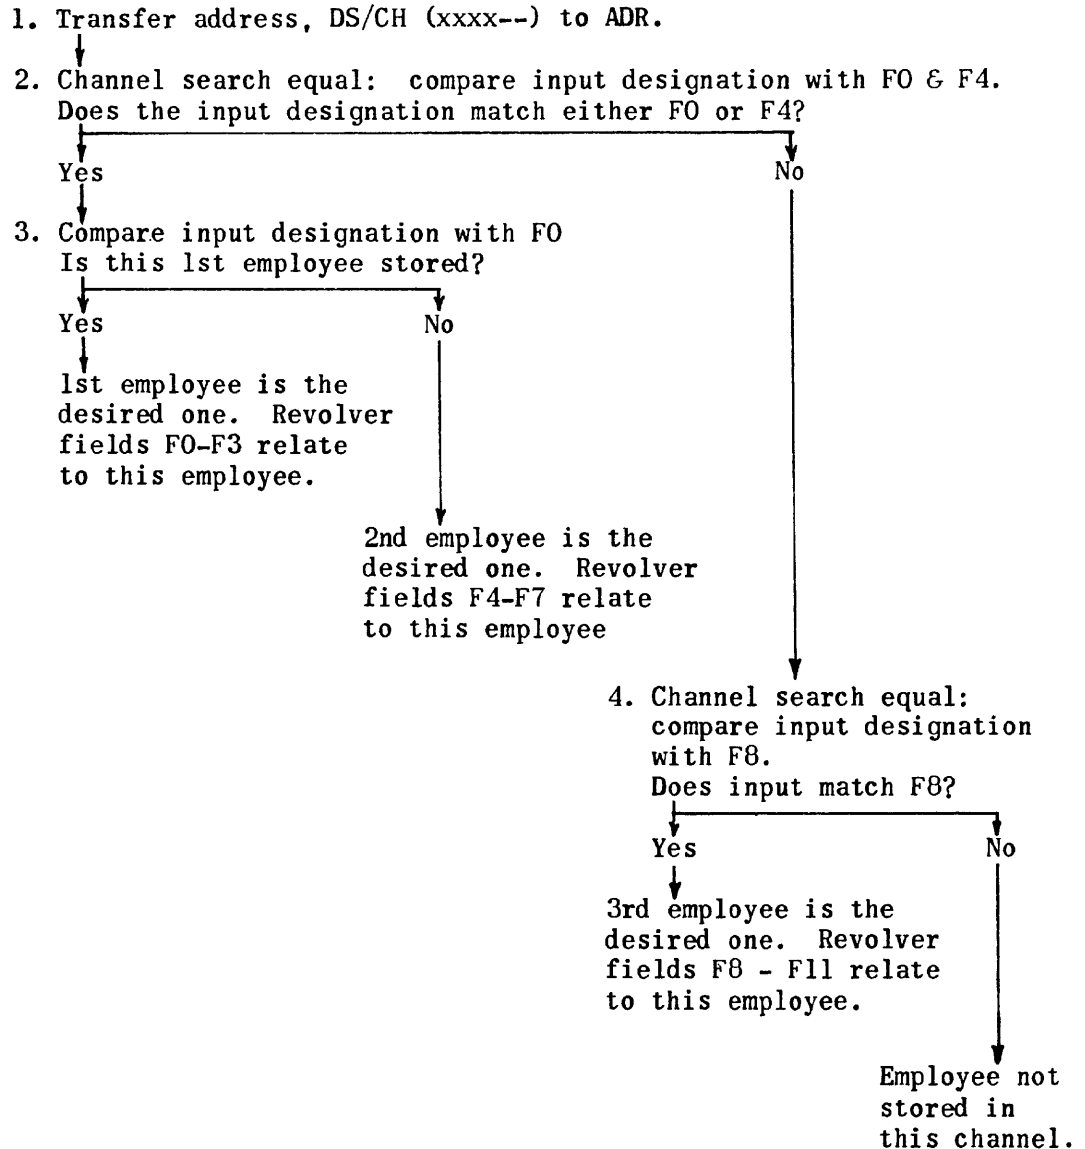 1. Transfer address, DS/CH (xxxx--) to ADR.
2. Channel search equal: compare input designation with F0 & F4.
Does the input designation match either F0 or F4?
Yes
No
3. Compare input designation with F0
Is this 1st employee stored?
Yes
No
1st employee is the
desired one. Revolver
fields F0-F3 relate
to this employee.
2nd employee is the
desired one. Revolver
fields F4-F7 relate
to this employee
4. Channel search equal:
compare input designation
with F8.
Does input match F8?
Yes
No
3rd employee is the
desired one. Revolver
fields F8 - F11 relate
to this employee.
Employee not
stored in
this channel.